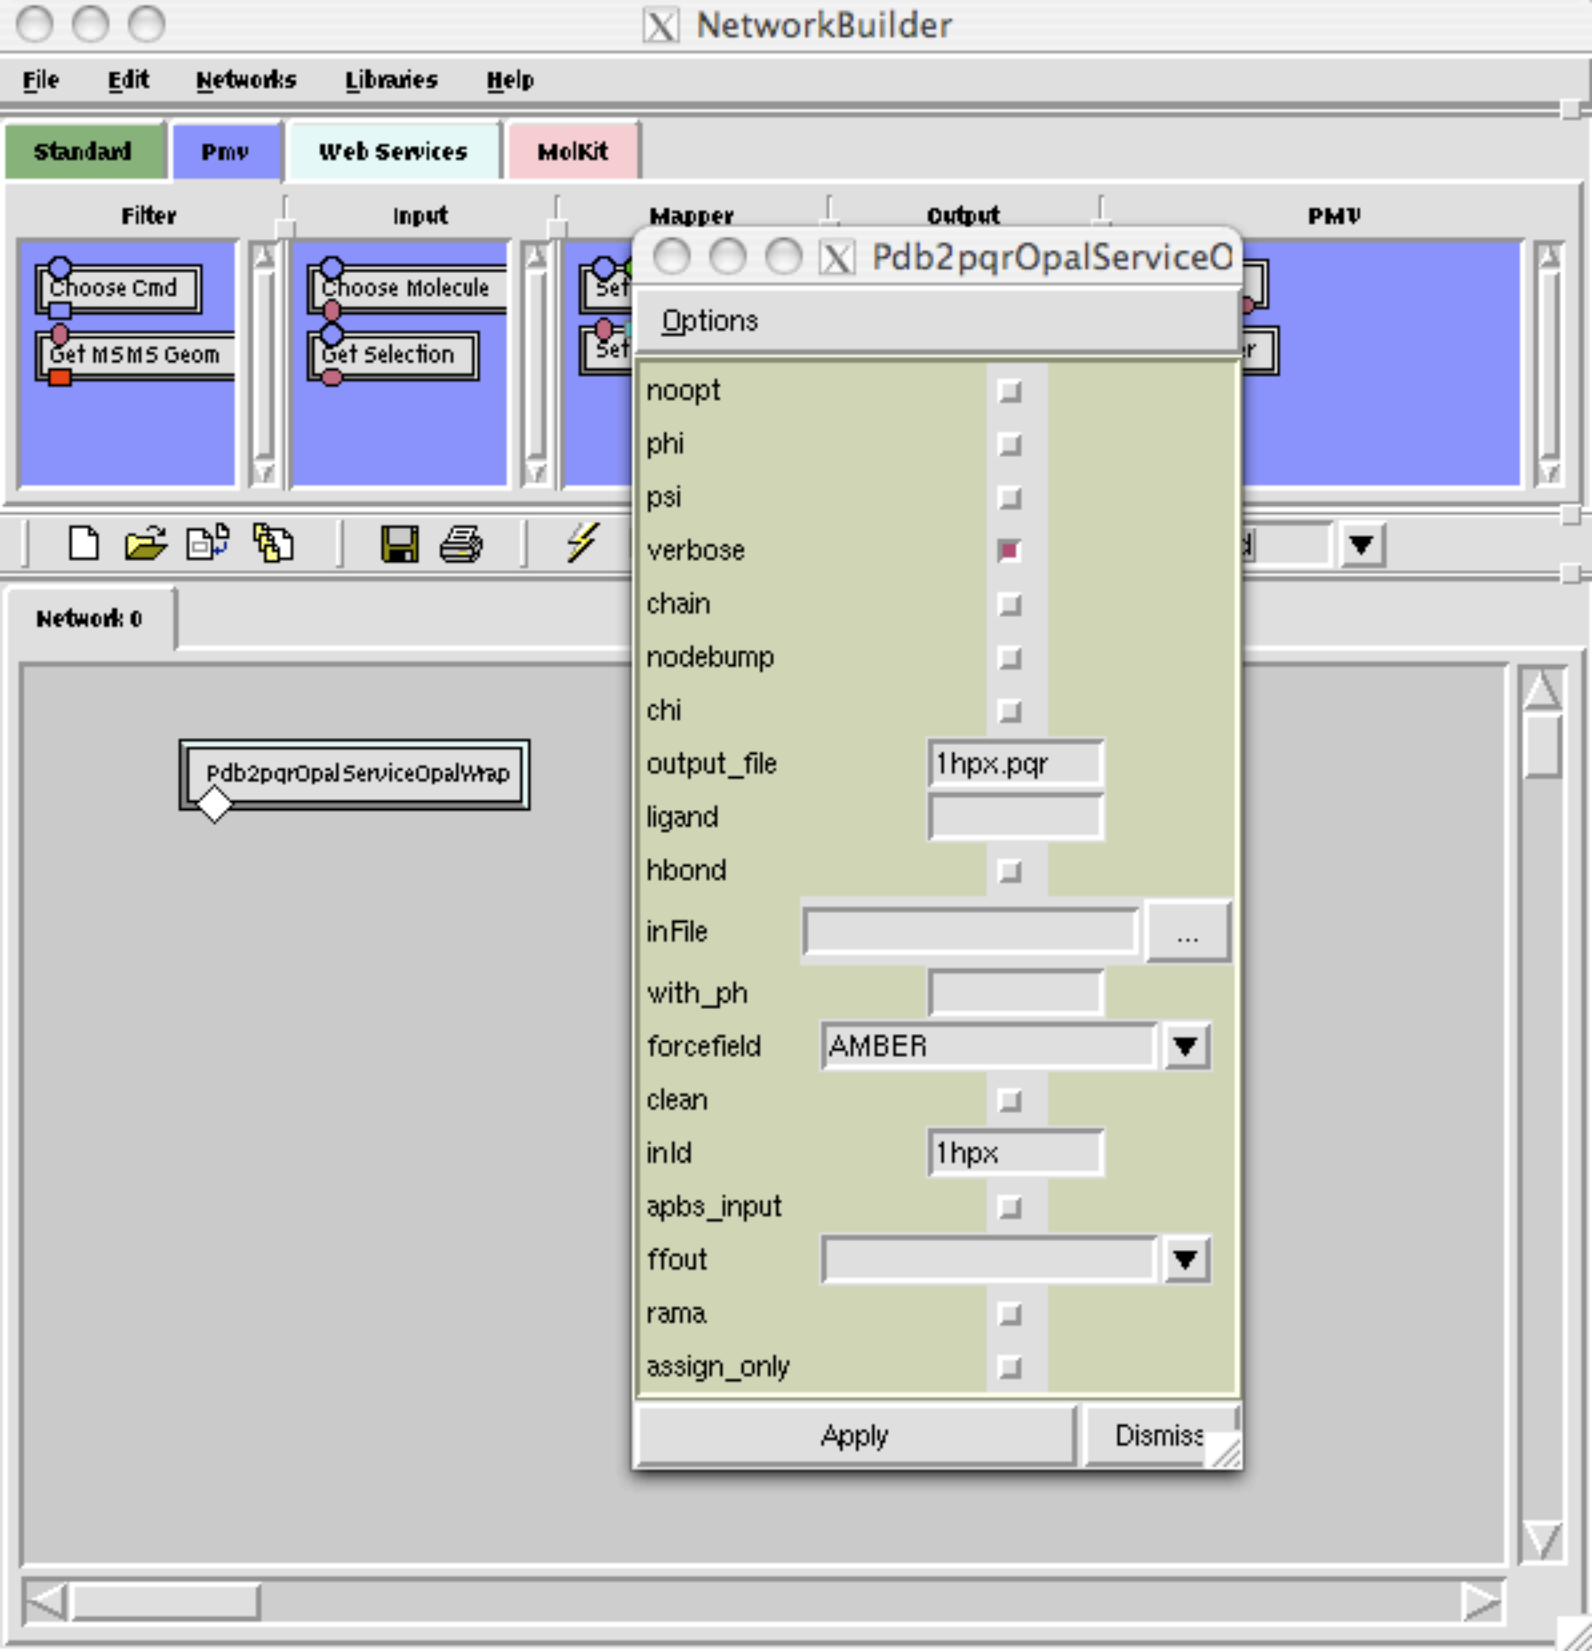 NetworkBuilder
File Edit Networks Libraries Help
Standard Pmv Web Services MolKit
Filter Input Mapper Output PMV
Choose Cmd
Get MSMS Geom
Choose Molecule
Get Selection
Set
Set
Network 0
Pdb2pqrOpalServiceOpalWrap
Pdb2pqrOpalServiceO
Options
noopt
phi
psi
verbose
chain
nodebump
chi
output_file 1hpx.pqr
ligand
hbond
inFile ...
with_ph
forcefield AMBER
clean
inId 1hpx
apbs_input
ffout
rama
assign_only
Apply Dismiss